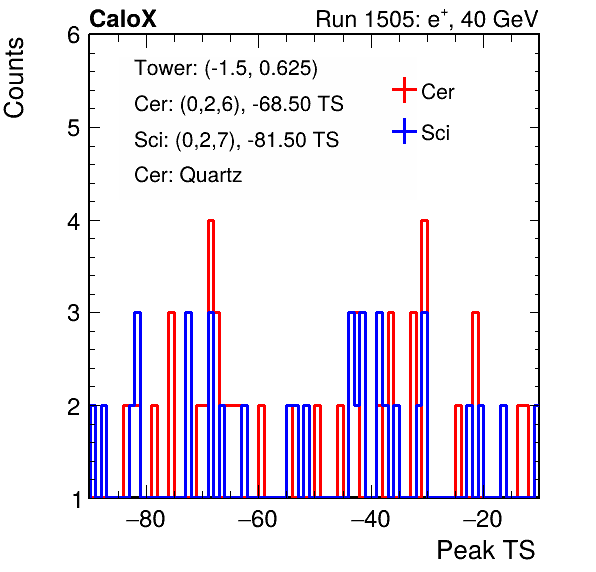 CaloX Run 1505: e⁺, 40 GeV
Counts
6
5
4
3
2
1
Tower: (-1.5, 0.625)
Cer: (0,2,6), -68.50 TS
Sci: (0,2,7), -81.50 TS
Cer: Quartz
Cer
Sci
−80 −60 −40 −20
Peak TS